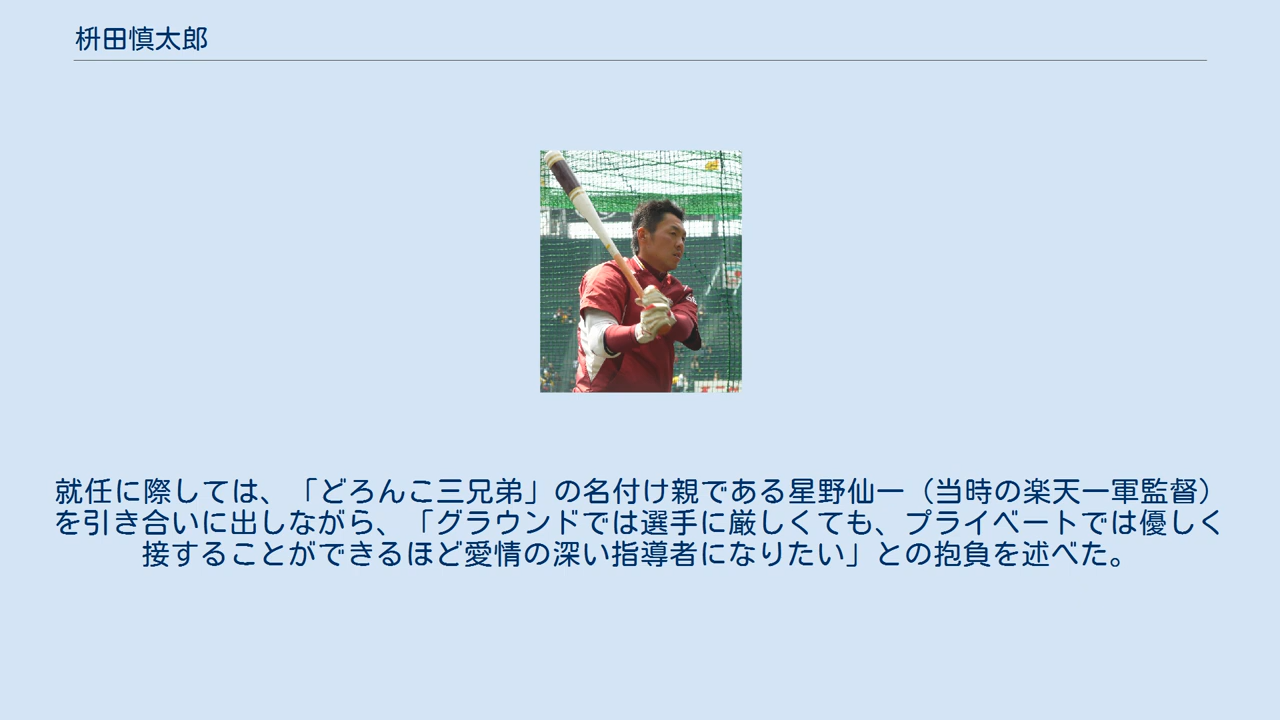 枡田慎太郎
就任に際しては、「どろんこ三兄弟」の名付け親である星野仙一（当時の楽天一軍監督）
を引き合いに出しながら、「グラウンドでは選手に厳しくても、プライベートでは優しく
接することができるほど愛情の深い指導者になりたい」との抱負を述べた。